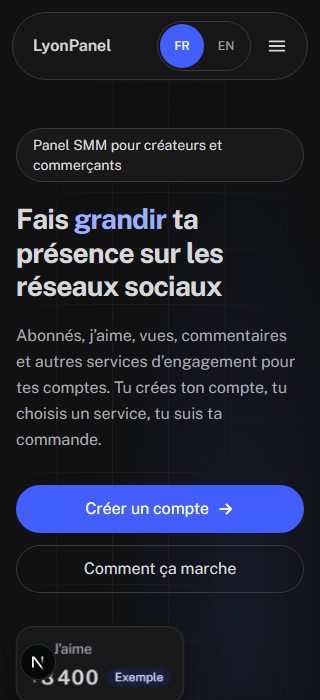 LyonPanel
FR EN
Panel SMM pour créateurs et
commerçants
Fais grandir ta
présence sur les
réseaux sociaux
Abonnés, j’aime, vues, commentaires
et autres services d’engagement pour
tes comptes. Tu crées ton compte, tu
choisis un service, tu suis ta
commande.
Créer un compte →
Comment ça marche
J’aime
N
400 Exemple